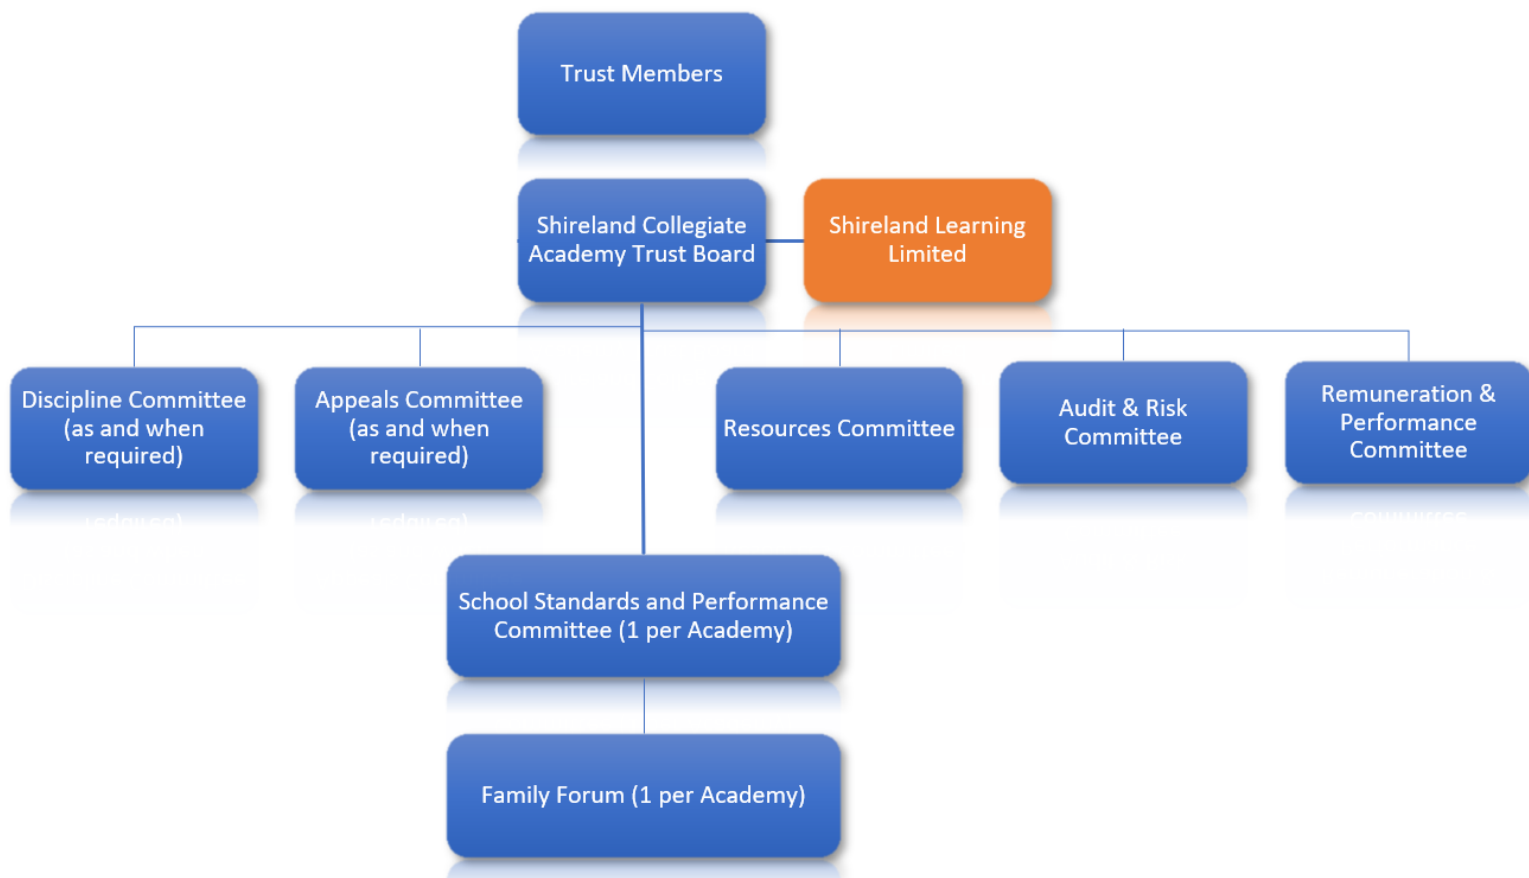 Trust Members
Shireland Collegiate
Academy Trust Board
Shireland Learning
Limited
Discipline Committee
(as and when
required)
Appeals Committee
(as and when
required)
Resources Committee
Audit & Risk
Committee
Remuneration &
Performance
Committee
School Standards and Performance
Committee (1 per Academy)
Family Forum (1 per Academy)